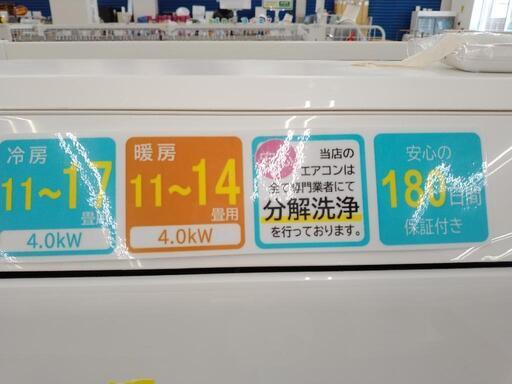 冷房
11~17
畳用
4.0kW
暖房
11~14
畳用
4.0kW
当店の
エアコンは
全て専門業者にて
分解洗浄
を行っております。
安心の
180日間
保証付き